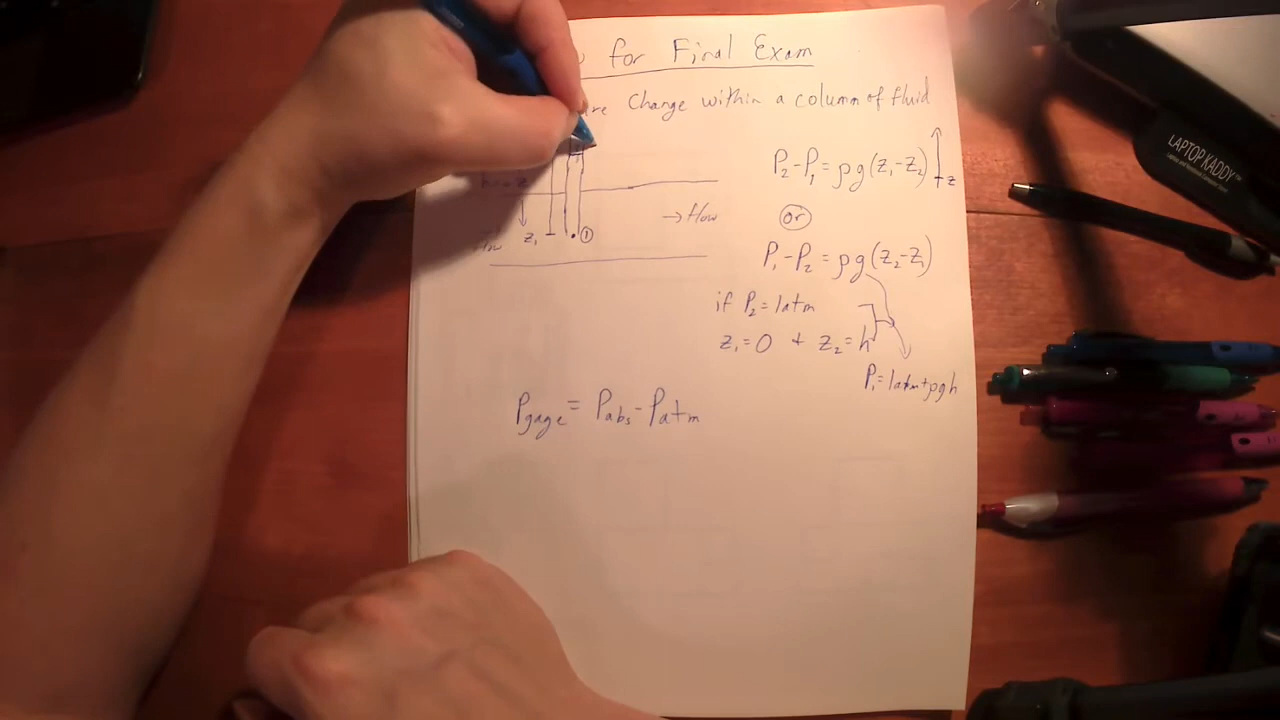 for Final Exam
Change within a column of fluid
P₂-P₁=ρg(z₁-z₂)
z
or
→flow
z₁
①
P₁-P₂=ρg(z₂-z₁)
if P₂=1atm
z₁=0 + z₂=h
P₁=1atm+ρgh
Pgage=Pabs-Patm
LAPTOP KADDY™